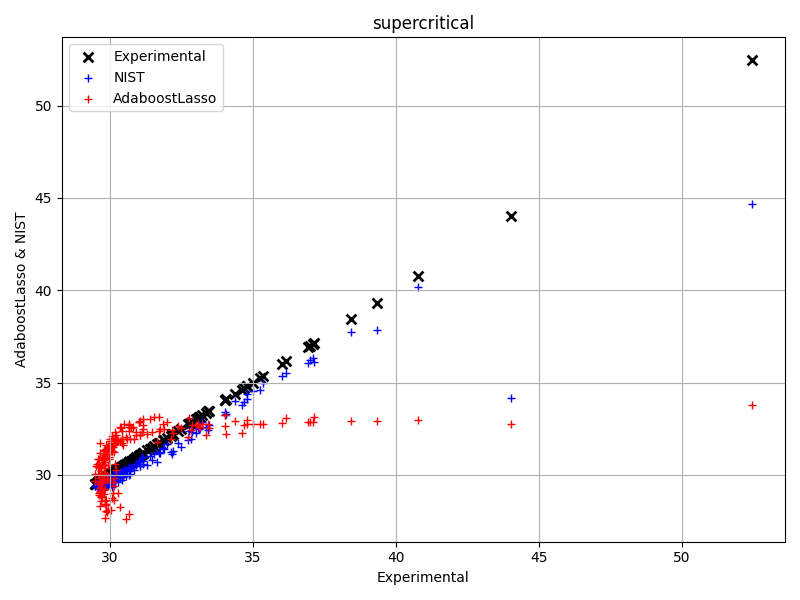 supercritical
Experimental
NIST
AdaboostLasso
50
45
40
35
30
AdaboostLasso & NIST
30 35 40 45 50
Experimental